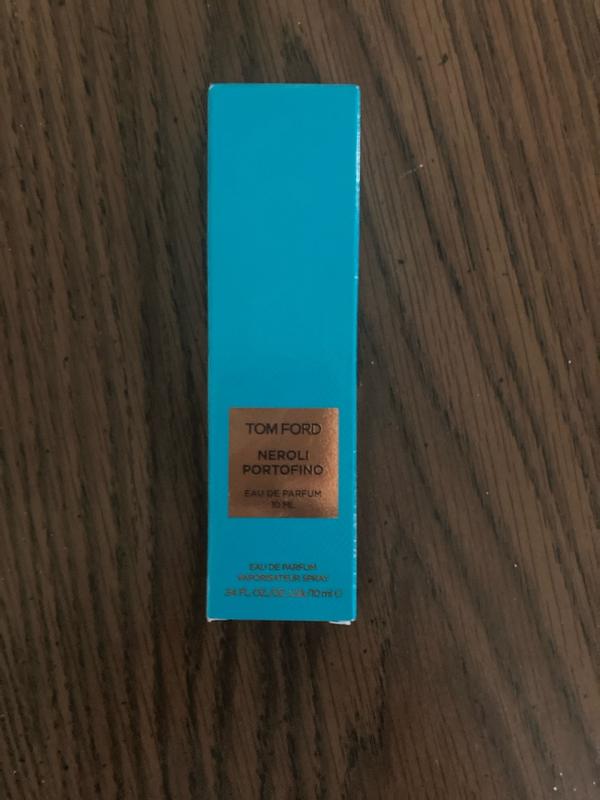 TOM FORD
NEROLI
PORTOFINO
EAU DE PARFUM
10 ML
EAU DE PARFUM
VAPORISATEUR SPRAY
.34 FL. OZ./OZ. 10 ml ℮